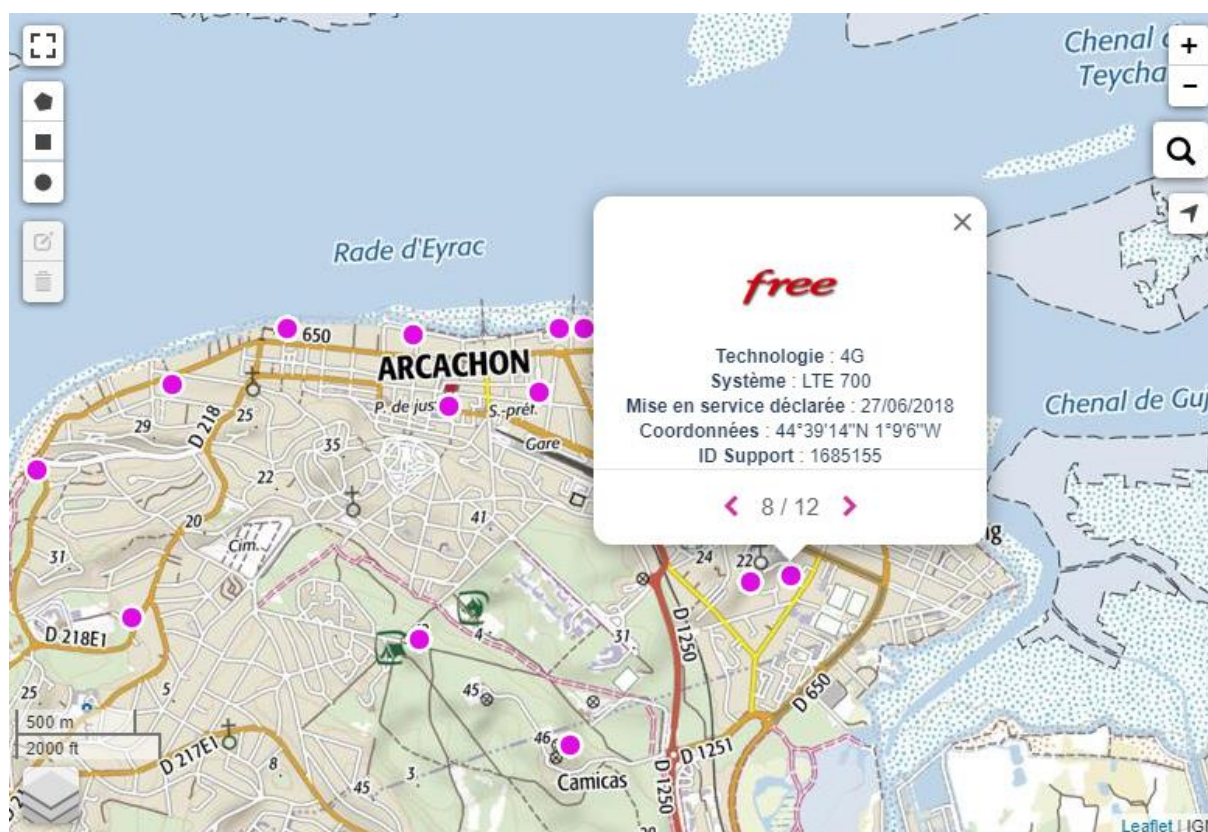 Chenal
Teycha
+
−
Rade d'Eyrac
×
free
650
ARCACHON
Technologie : 4G
Système : LTE 700
Mise en service déclarée : 27/06/2018
Coordonnées : 44°39'14"N 1°9'6"W
ID Support : 1685155
8 / 12
Chenal de Guj
P. de jus.
S.-préf.
Gare
29
D 218
25
35
22
20
41
31
Cim.
24
22
ng
D 218E1
4
31
D 1250
25
5
45
D 650
500 m
2000 ft
D 217E1
8
46
3
Camicas
D 1251
45
D 1250
20
Leaflet | IGN